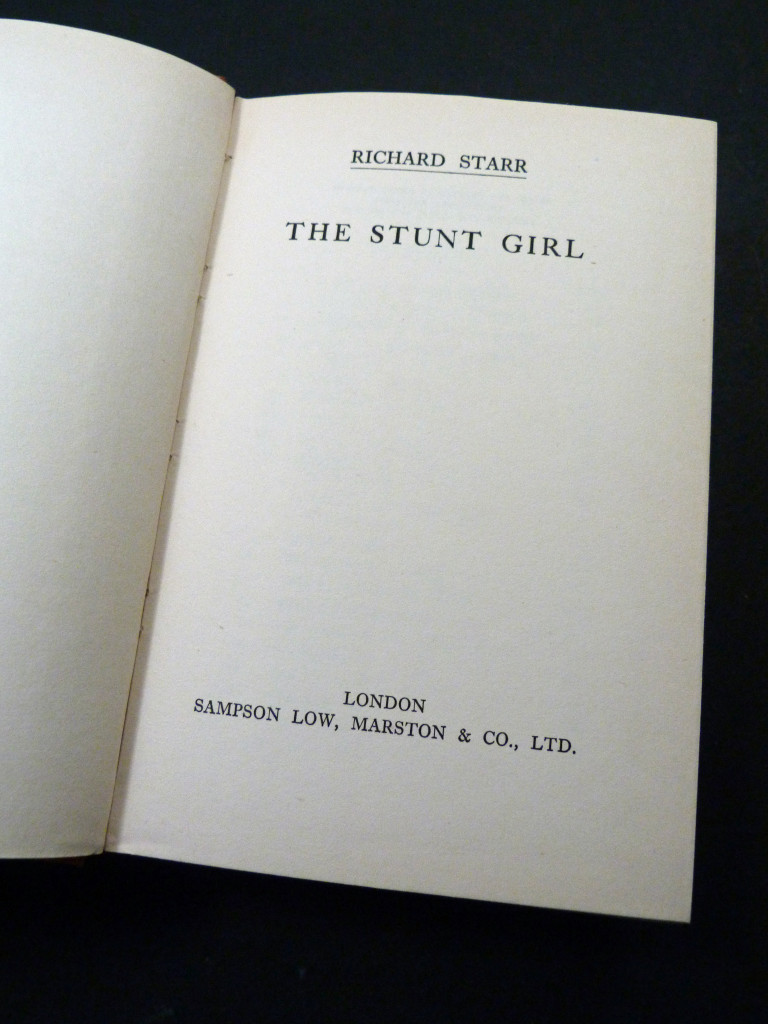 RICHARD STARR
THE STUNT GIRL
LONDON
SAMPSON LOW, MARSTON & CO., LTD.